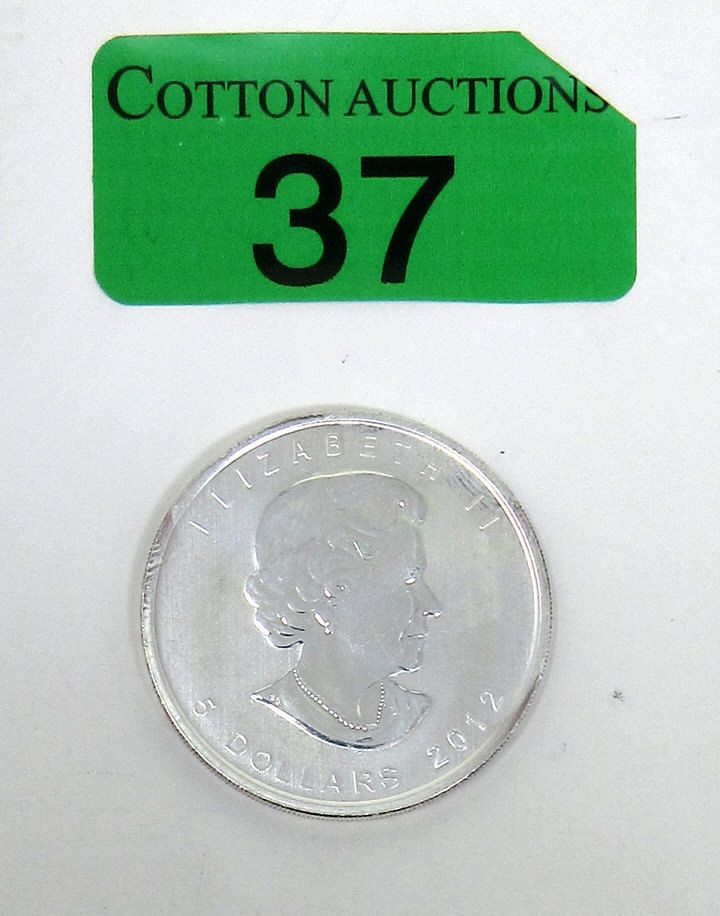 COTTON AUCTIONS
37
ELIZABETH II
5 DOLLARS 2012